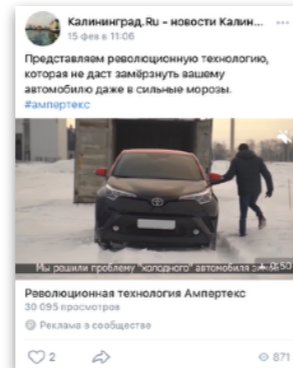 Калининград.Ru - новости Калин...
15 фев в 11:06
Представляем революционную технологию,
которая не даст замёрзнуть вашему
автомобилю даже в сильные морозы.
#ампертекс
Мы решили проблему "холодного" автомобиля
0:50
Революционная технология Ампертекс
30 095 просмотров
Реклама в сообществе
2
871